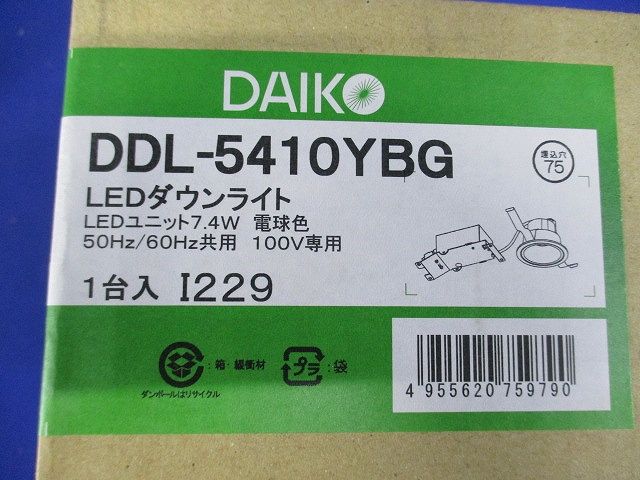 DAIKO
DDL-5410YBG
埋込穴
75
LEDダウンライト
LEDユニット7.4W 電球色
50Hz/60Hz共用 100V専用
1台入 I229
:箱・緩衝材
プラ :袋
ダンボールはリサイクル
4 955620 759790